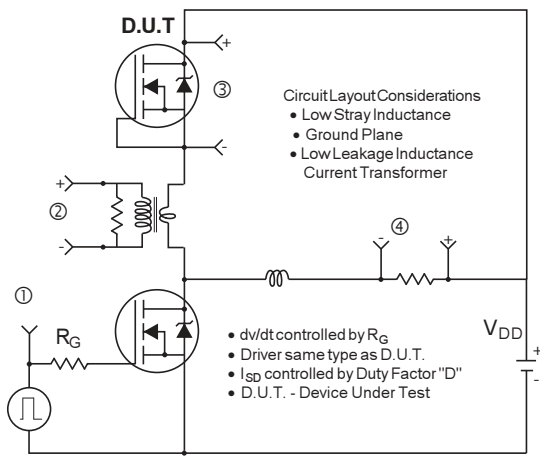 D.U.T
+
③
-
Circuit Layout Considerations
• Low Stray Inductance
• Ground Plane
• Low Leakage Inductance
Current Transformer
+
②
-
④
-
+
①
RG
VDD
+
-
• dv/dt controlled by RG
• Driver same type as D.U.T.
• ISD controlled by Duty Factor "D"
• D.U.T. - Device Under Test